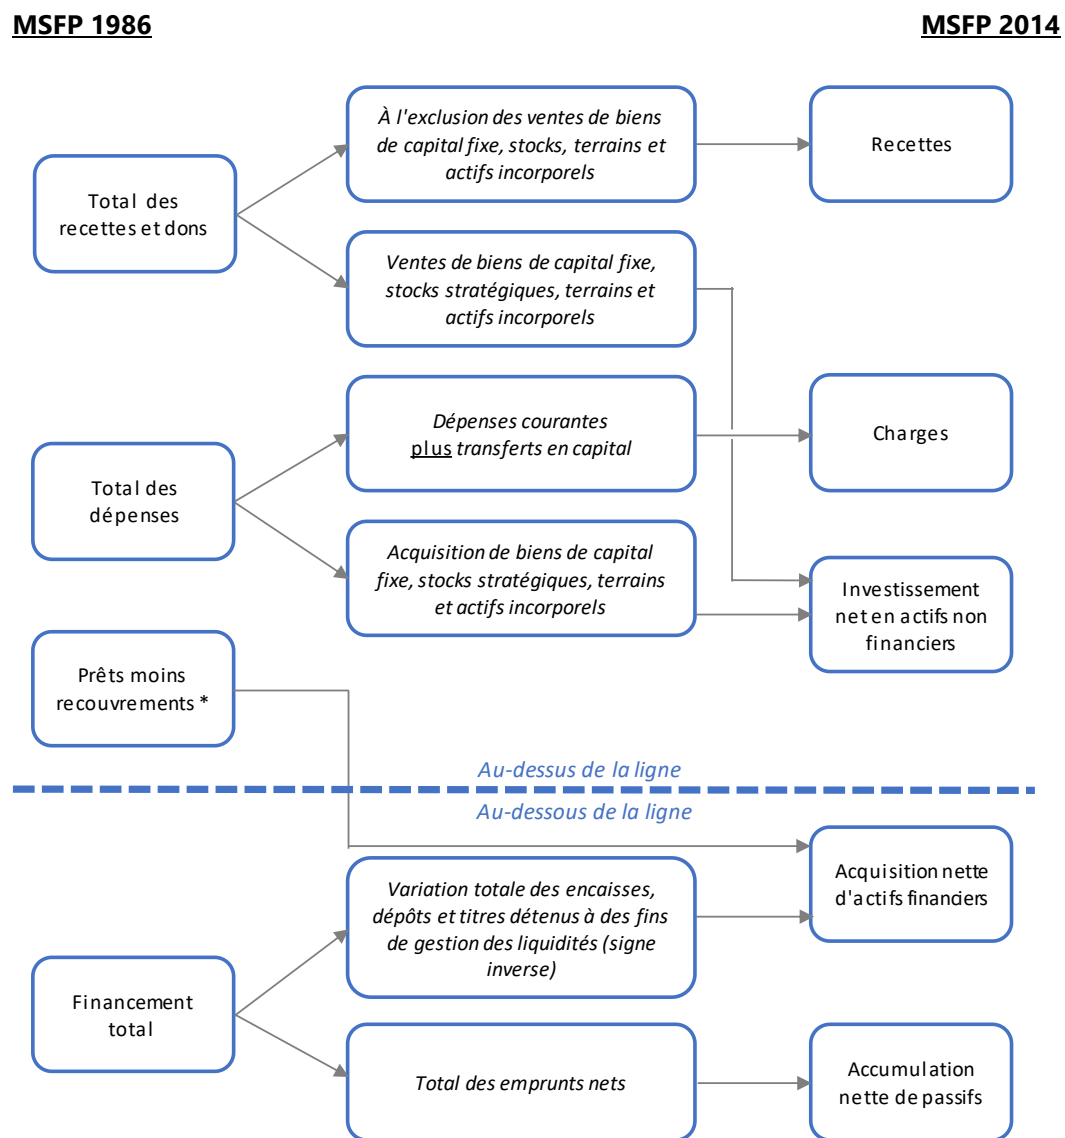 MSFP 1986
MSFP 2014
À l'exclusion des ventes de biens
de capital fixe, stocks, terrains et
actifs incorporels
Recettes
Total des
recettes et dons
Ventes de biens de capital fixe,
stocks stratégiques, terrains et
actifs incorporels
Dépenses courantes
plus transferts en capital
Charges
Total des
dépenses
Acquisition de biens de capital
fixe, stocks stratégiques, terrains
et actifs incorporels
Investissement
net en actifs non
financiers
Prêts moins
recouvrements *
Au-dessus de la ligne
Au-dessous de la ligne
Acquisition nette
d'actifs financiers
Variation totale des encaisses,
dépôts et titres détenus à des fins
de gestion des liquidités (signe
inverse)
Financement
total
Total des emprunts nets
Accumulation
nette de passifs